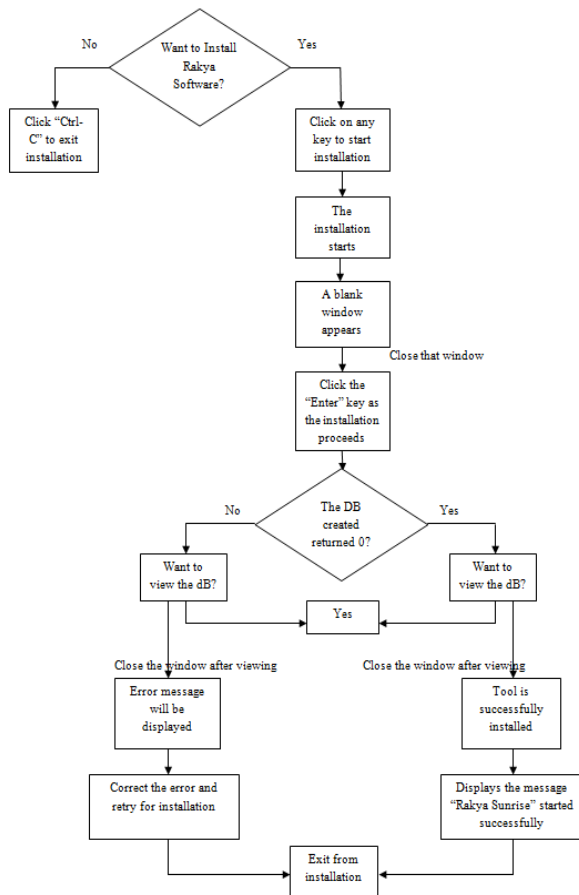 No
Want to Install
Rakya
Software?
Yes
Click “Ctrl-
C” to exit
installation
Click on any
key to start
installation
The
installation
starts
A blank
window
appears
Close that window
Click the
“Enter” key as
the installation
proceeds
No
The DB
created
returned 0?
Yes
Want to
view the dB?
Want to
view the dB?
Yes
Close the window after viewing
Close the window after viewing
Error message
will be
displayed
Tool is
successfully
installed
Correct the error and
retry for installation
Displays the message
“Rakya Sunrise” started
successfully
Exit from
installation